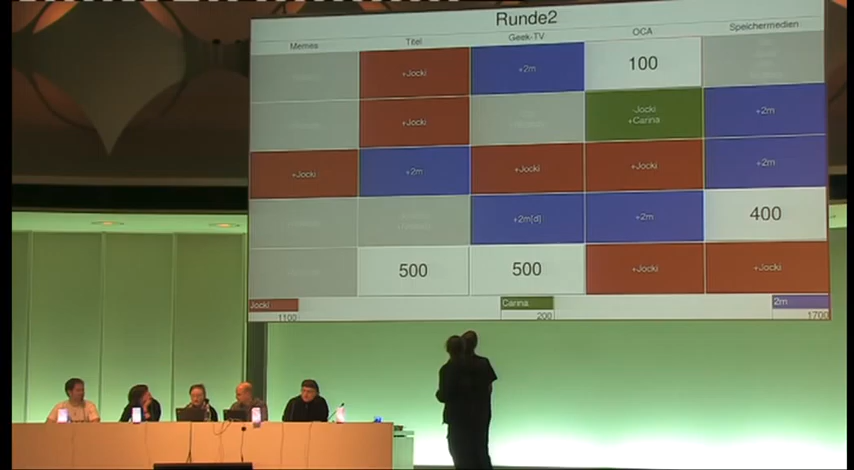 Runde2
Memes Titel Geek-TV OCA Speichermedien
+Jocki +2m 100
+Jocki -Jocki +2m
+Carina
+Jocki +2m +Jocki +Jocki +2m
+2m[d] +2m 400
500 500 +Jocki +Jocki
Jocki Carina 2m
1100 200 1700